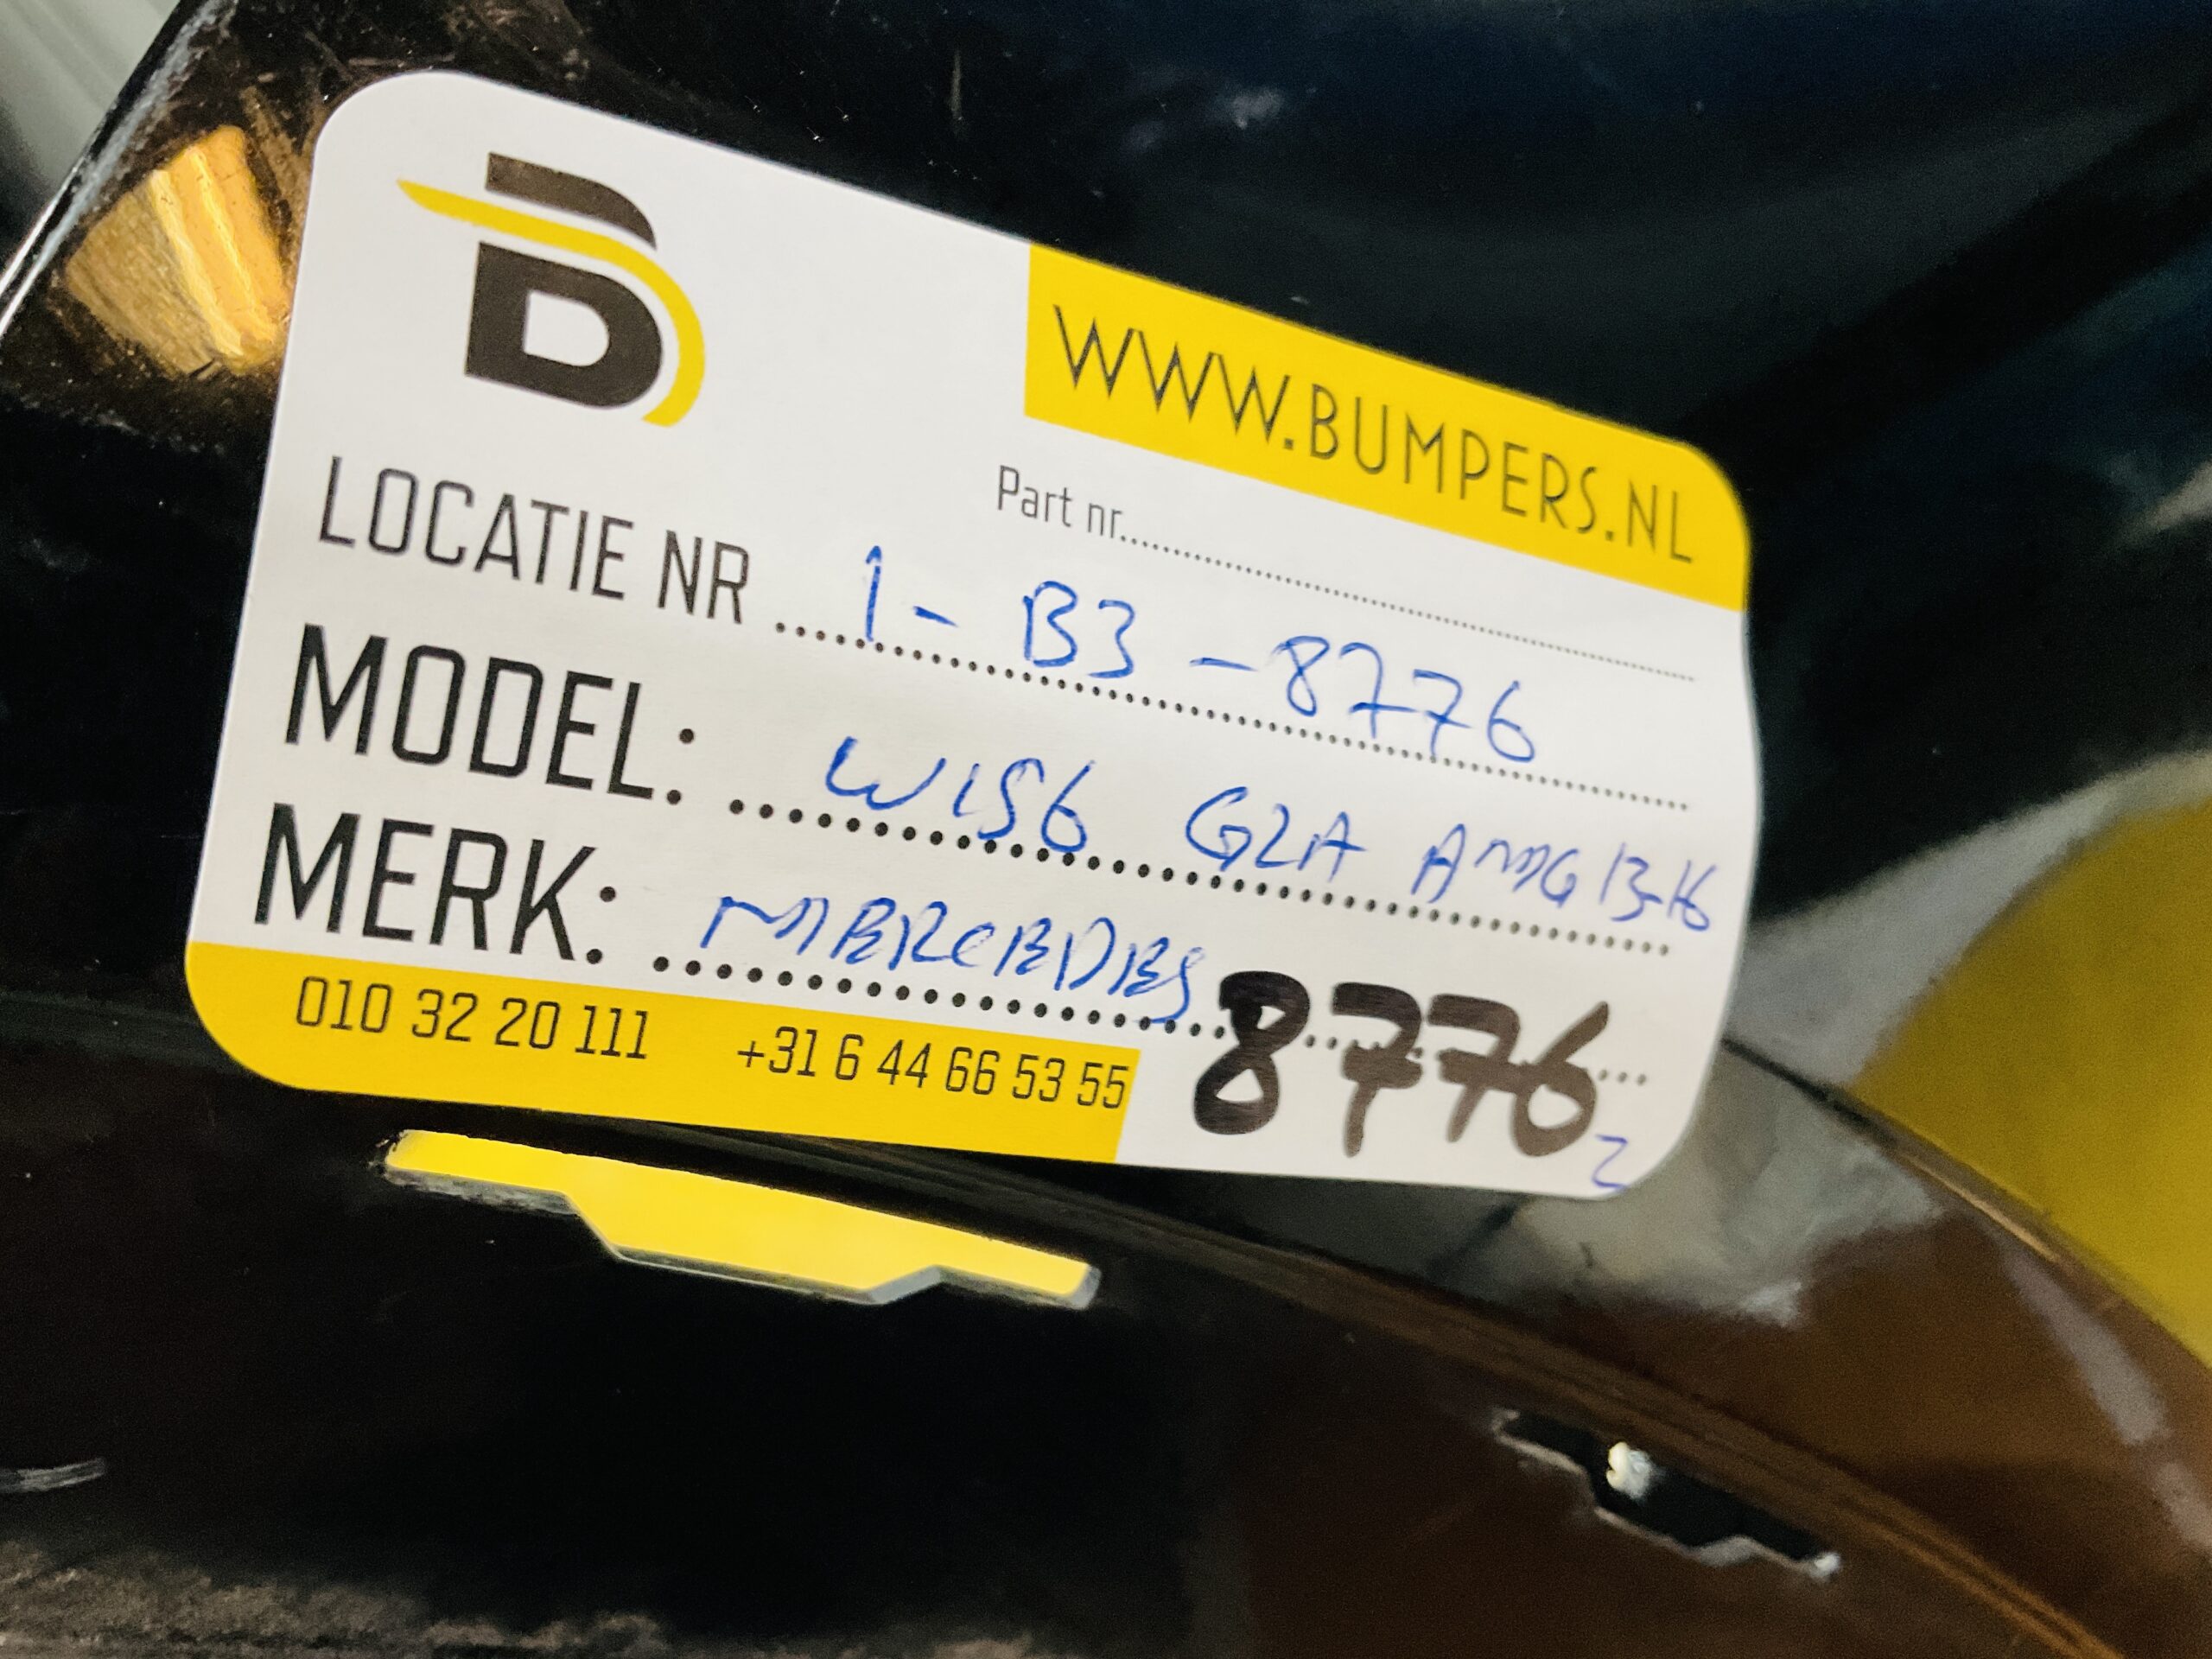 B
WWW.BUMPERS.NL
Part nr......
LOCATIE NR ...... 1 - B3 - 8776
MODEL: ...... W156 GLA AMG 13-16
MERK: ...... MERCEDES
8776
010 32 20 111 +31 6 44 66 53 55
2